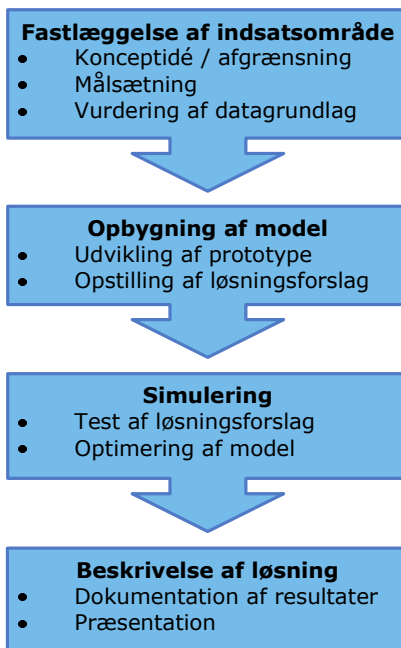 Fastlæggelse af indsatsområde
• Konceptidé / afgrænsning
• Målsætning
• Vurdering af datagrundlag
Opbygning af model
• Udvikling af prototype
• Opstilling af løsningsforslag
Simulering
• Test af løsningsforslag
• Optimering af model
Beskrivelse af løsning
• Dokumentation af resultater
• Præsentation